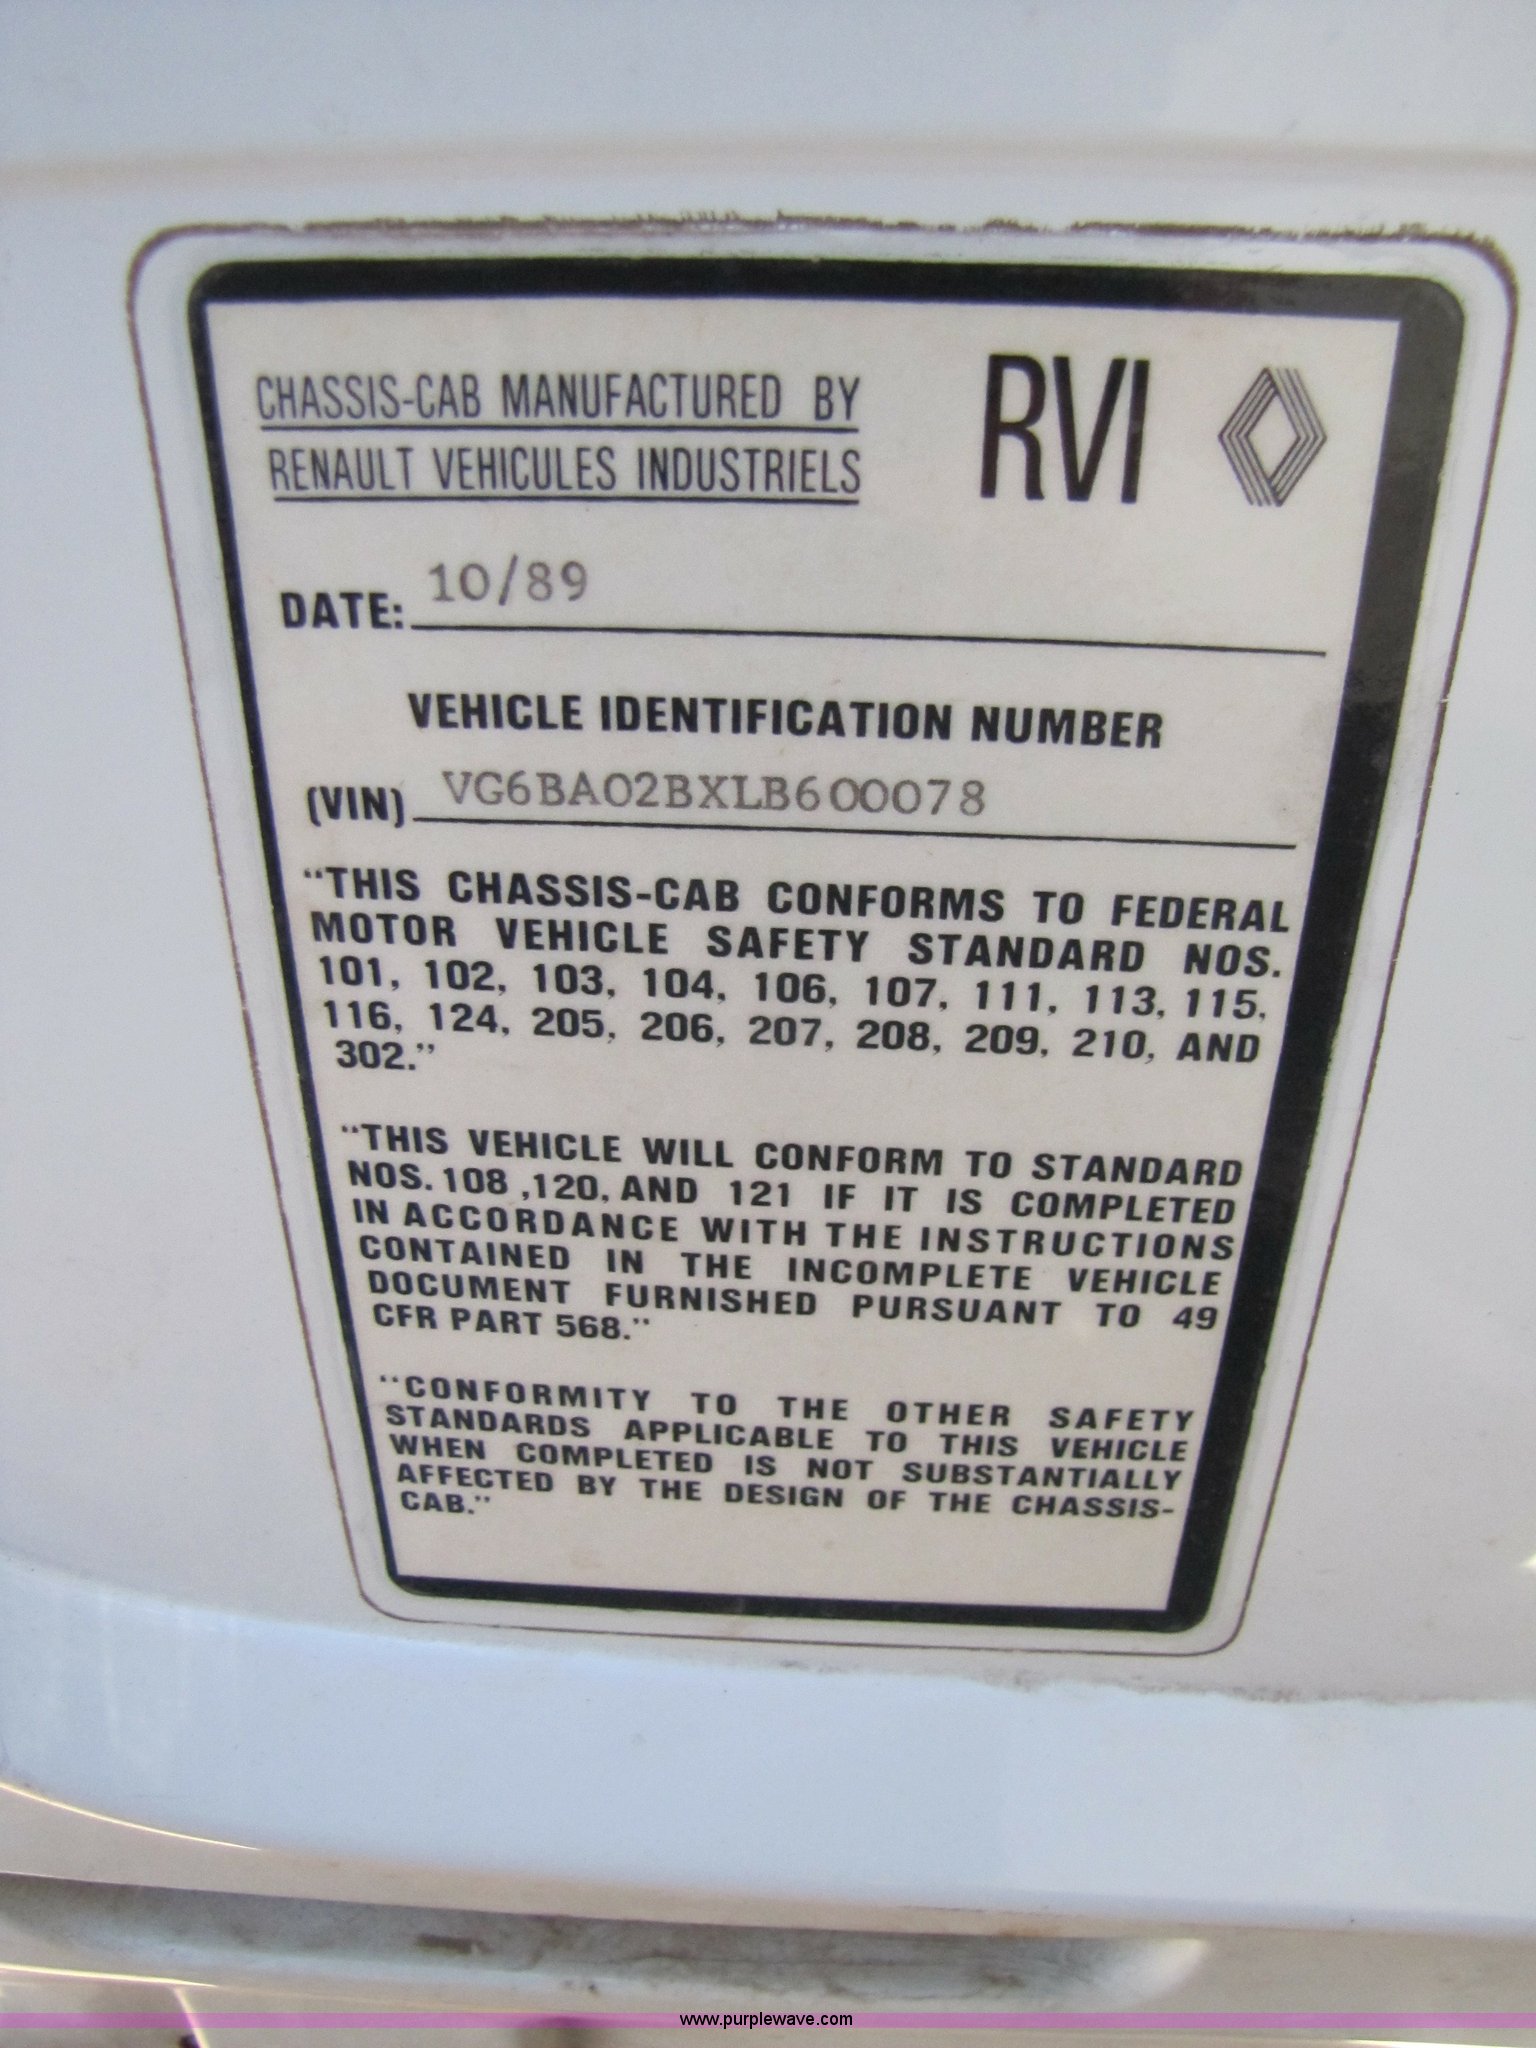 CHASSIS-CAB MANUFACTURED BY
RENAULT VEHICULES INDUSTRIELS
RVI
DATE: 10/89
VEHICLE IDENTIFICATION NUMBER
(VIN) VG6BA02BXLB600078
“THIS CHASSIS-CAB CONFORMS TO FEDERAL
MOTOR VEHICLE SAFETY STANDARD NOS.
101, 102, 103, 104, 106, 107, 111, 113, 115,
116, 124, 205, 206, 207, 208, 209, 210, AND
302.”
“THIS VEHICLE WILL CONFORM TO STANDARD
NOS. 108 ,120, AND 121 IF IT IS COMPLETED
IN ACCORDANCE WITH THE INSTRUCTIONS
CONTAINED IN THE INCOMPLETE VEHICLE
DOCUMENT FURNISHED PURSUANT TO 49
CFR PART 568.”
“CONFORMITY TO THE OTHER SAFETY
STANDARDS APPLICABLE TO THIS VEHICLE
WHEN COMPLETED IS NOT SUBSTANTIALLY
AFFECTED BY THE DESIGN OF THE CHASSIS-
CAB.”
www.purplewave.com